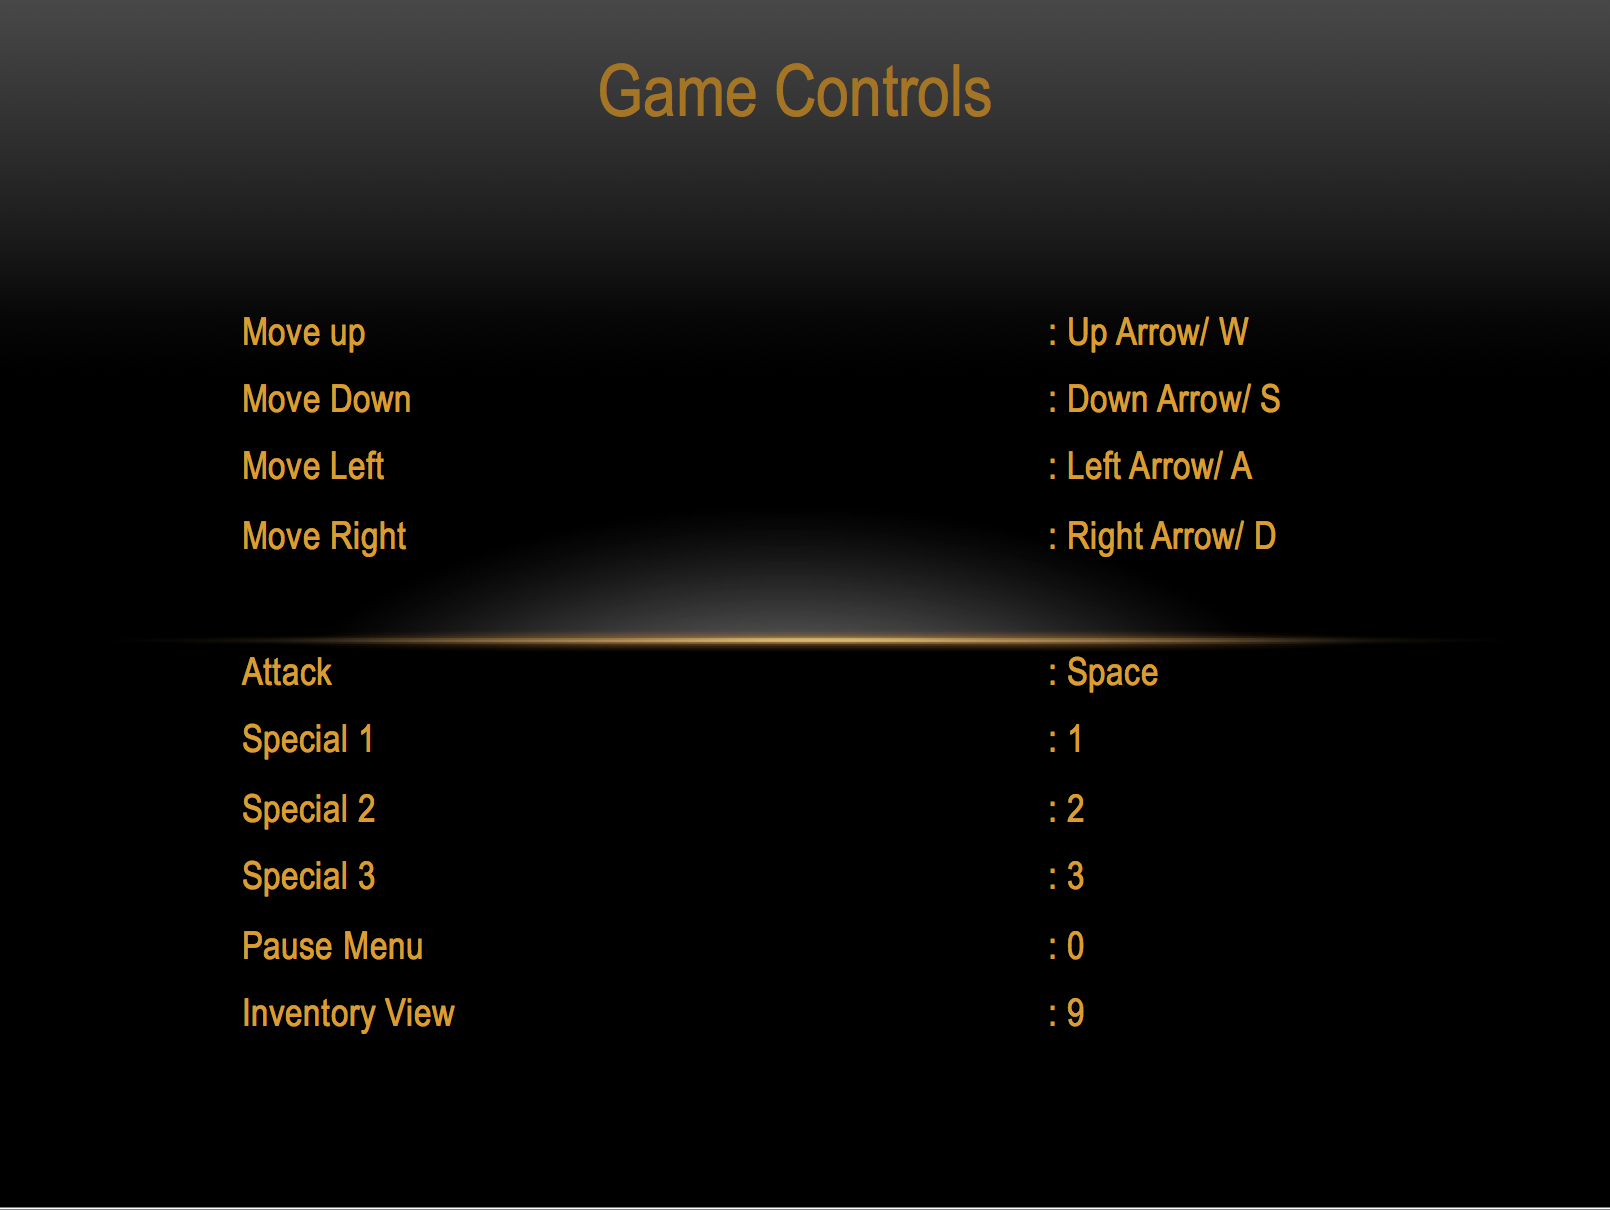 Game Controls
Move up : Up Arrow/ W
Move Down : Down Arrow/ S
Move Left : Left Arrow/ A
Move Right : Right Arrow/ D
Attack : Space
Special 1 : 1
Special 2 : 2
Special 3 : 3
Pause Menu : 0
Inventory View : 9